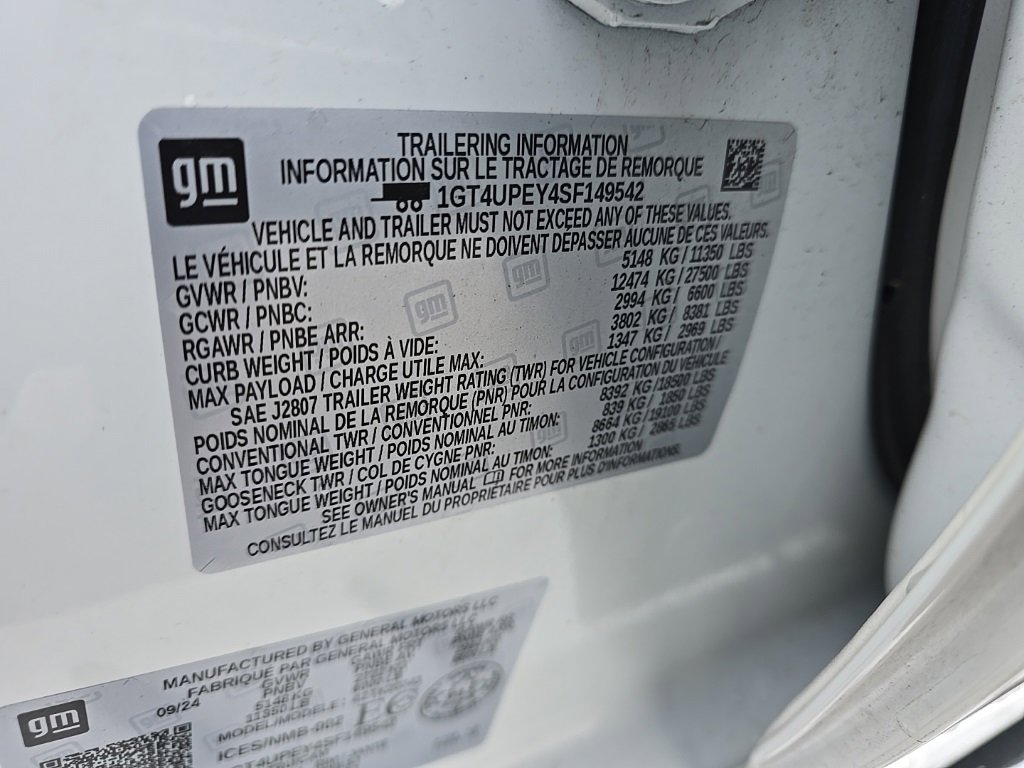 gm
TRAILERING INFORMATION
INFORMATION SUR LE TRACTAGE DE REMORQUE
1GT4UPEY4SF149542
VEHICLE AND TRAILER MUST NOT EXCEED ANY OF THESE VALUES.
LE VÉHICULE ET LA REMORQUE NE DOIVENT DÉPASSER AUCUNE DE CES VALEURS.
GVWR / PNBV: 5148 KG/ 11350 LBS
GCWR / PNBC: 12474 KG/ 27500 LBS
RGAWR / PNBE ARR: 2994 KG/ 6600 LBS
CURB WEIGHT / POIDS À VIDE: 3802 KG/ 8381 LBS
MAX PAYLOAD / CHARGE UTILE MAX: 1347 KG/ 2969 LBS
SAE J2807 TRAILER WEIGHT RATING (TWR) FOR VEHICLE CONFIGURATION /
POIDS NOMINAL DE LA REMORQUE (PNR) POUR LA CONFIGURATION DU VÉHICULE
CONVENTIONAL TWR / CONVENTIONNEL PNR: 8392 KG /18500 LBS
MAX TONGUE WEIGHT / POIDS NOMINAL AU TIMON: 839 KG / 1850 LBS
GOOSENECK TWR / COL DE CYGNE PNR: 8664 KG / 19100 LBS
MAX TONGUE WEIGHT / POIDS NOMINAL AU TIMON: 1300 KG / 2865 LBS
SEE OWNER'S MANUAL FOR MORE INFORMATION
CONSULTEZ LE MANUEL DU PROPRIÉTAIRE POUR PLUS D'INFORMATIONS.
gm
MANUFACTURED BY GENERAL MOTORS LLC
FABRIQUE PAR GENERAL MOTORS LLC
09/24
GVWR
PNBV
5148 KG
11350 LB
MODEL/MODELE:
ICES/NMB-002
1GT4UPEY4SF149542